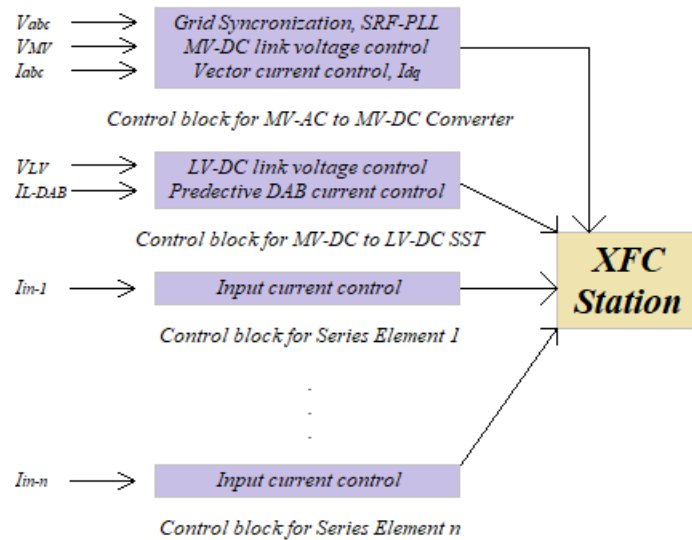 Vabc
Grid Syncronization, SRF-PLL
VMV
MV-DC link voltage control
Iabc
Vector current control, Idq
Control block for MV-AC to MV-DC Converter
VLV
LV-DC link voltage control
IL-DAB
Predective DAB current control
Control block for MV-DC to LV-DC SST
XFC
Station
Iin-1
Input current control
Control block for Series Element 1
.
.
.
Iin-n
Input current control
Control block for Series Element n